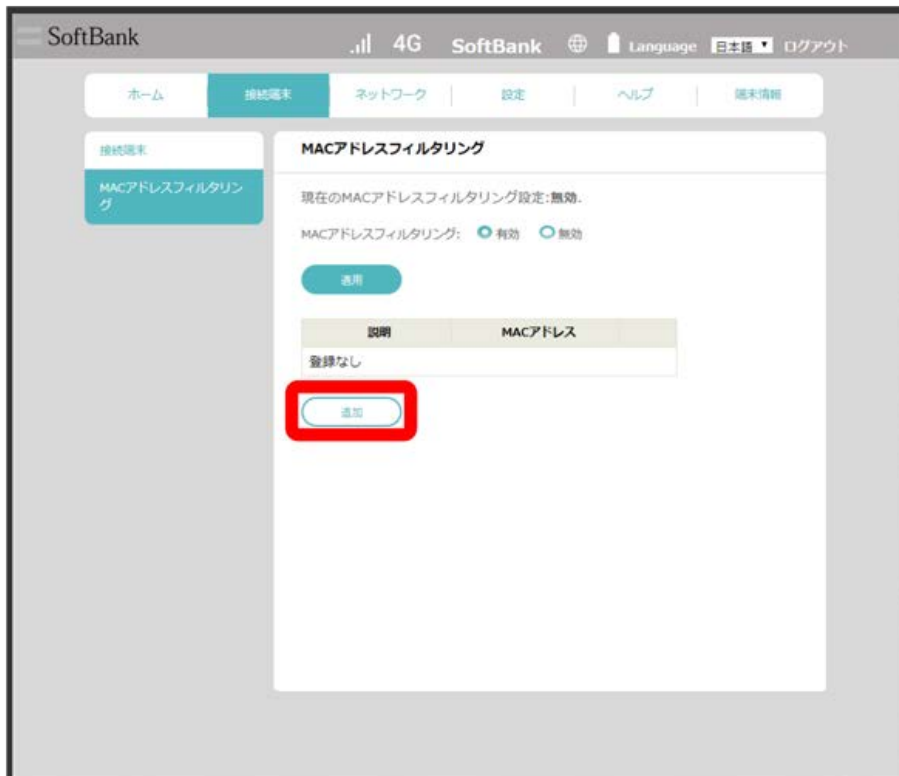 SoftBank
4G SoftBank Language 日本語 ログアウト
ホーム 接続端末 ネットワーク 設定 ヘルプ 端末情報
接続端末
MACアドレスフィルタリン
グ
MACアドレスフィルタリング
現在のMACアドレスフィルタリング設定:無効.
MACアドレスフィルタリング: 有効 無効
適用
説明 MACアドレス
登録なし
追加